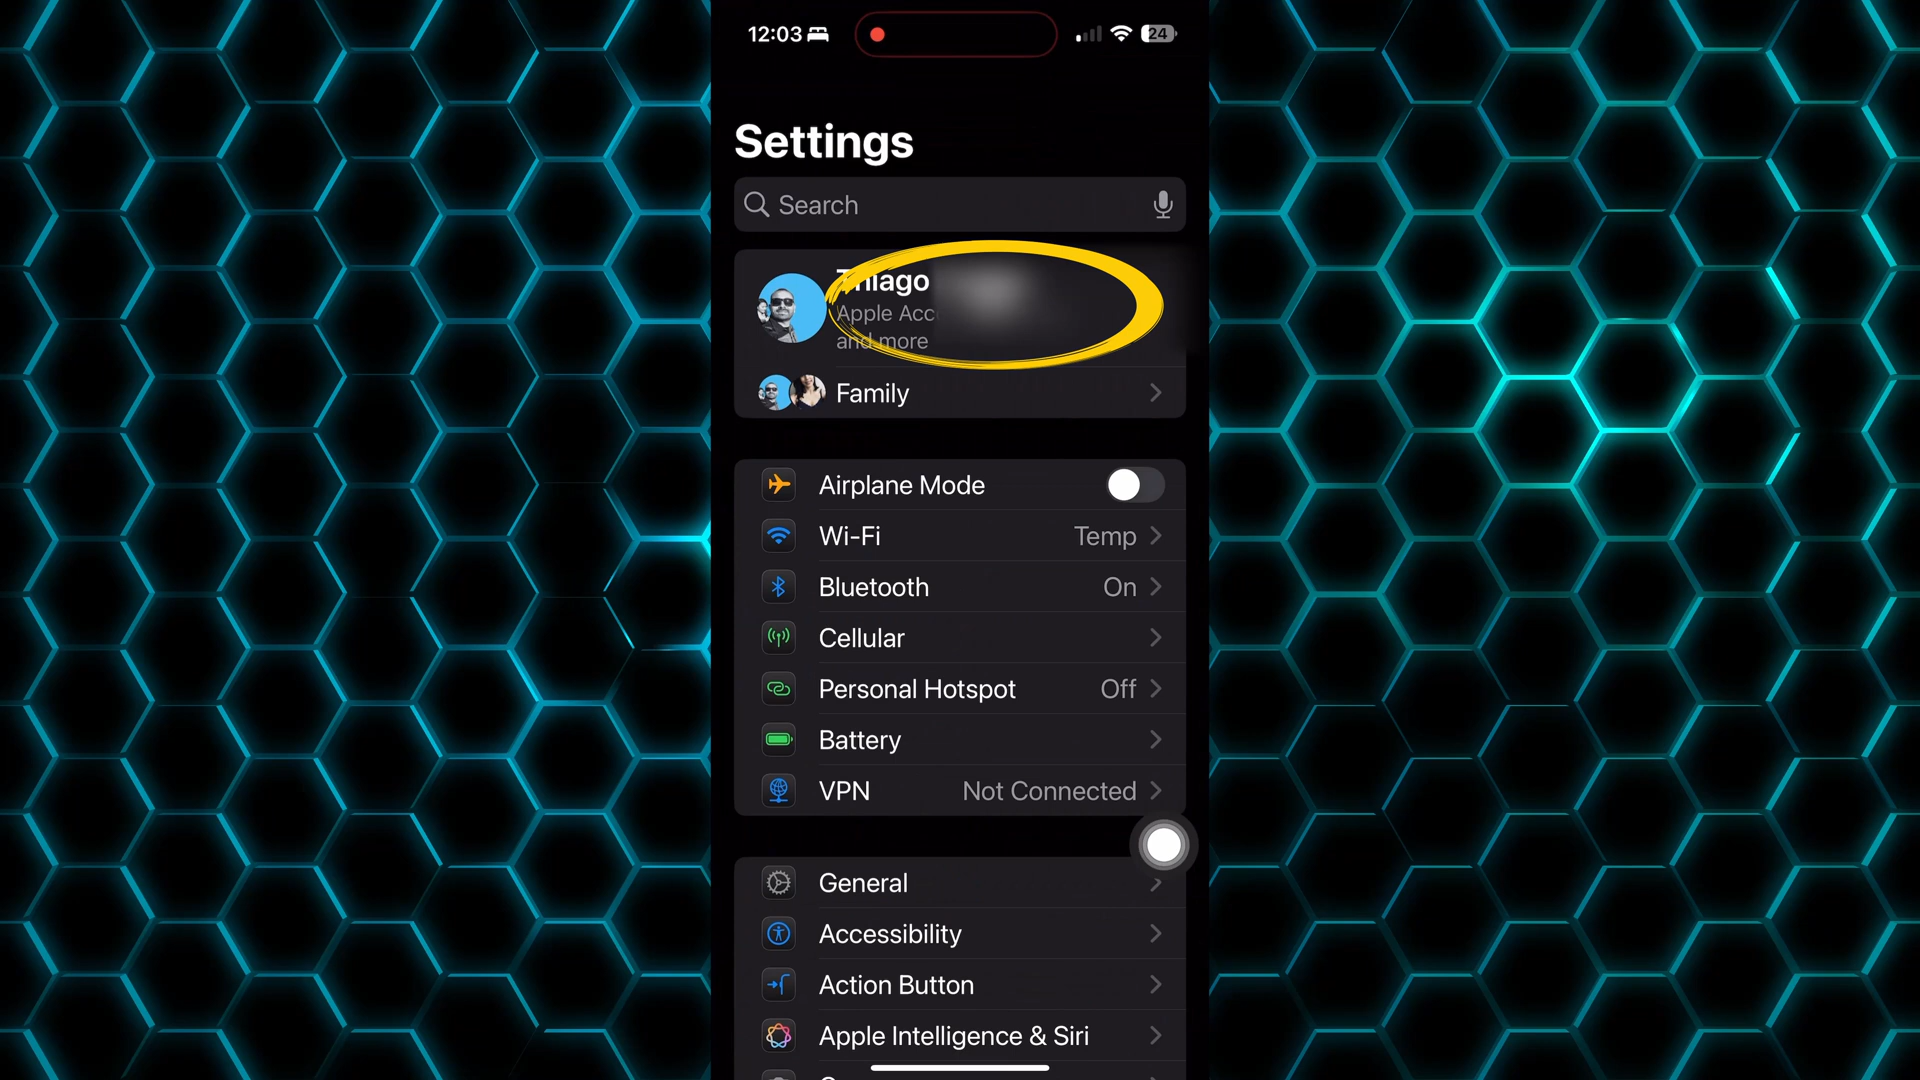 12:03
24
Settings
Search
Thiago
Apple Acc
and more
Family
Airplane Mode
Wi-Fi Temp
Bluetooth On
Cellular
Personal Hotspot Off
Battery
VPN Not Connected
General
Accessibility
Action Button
Apple Intelligence & Siri